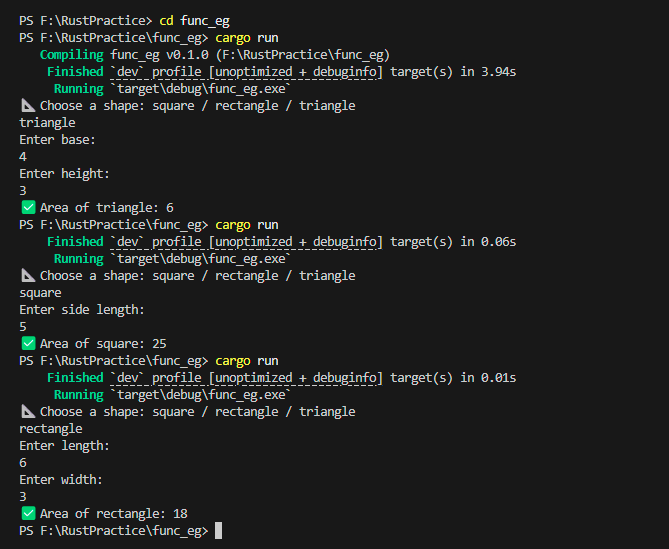 PS F:\RustPractice> cd func_eg
PS F:\RustPractice\func_eg> cargo run
   Compiling func_eg v0.1.0 (F:\RustPractice\func_eg)
    Finished `dev` profile [unoptimized + debuginfo] target(s) in 3.94s
     Running `target\debug\func_eg.exe`
📐 Choose a shape: square / rectangle / triangle
triangle
Enter base:
4
Enter height:
3
✅ Area of triangle: 6
PS F:\RustPractice\func_eg> cargo run
    Finished `dev` profile [unoptimized + debuginfo] target(s) in 0.06s
     Running `target\debug\func_eg.exe`
📐 Choose a shape: square / rectangle / triangle
square
Enter side length:
5
✅ Area of square: 25
PS F:\RustPractice\func_eg> cargo run
    Finished `dev` profile [unoptimized + debuginfo] target(s) in 0.01s
     Running `target\debug\func_eg.exe`
📐 Choose a shape: square / rectangle / triangle
rectangle
Enter length:
6
Enter width:
3
✅ Area of rectangle: 18
PS F:\RustPractice\func_eg>